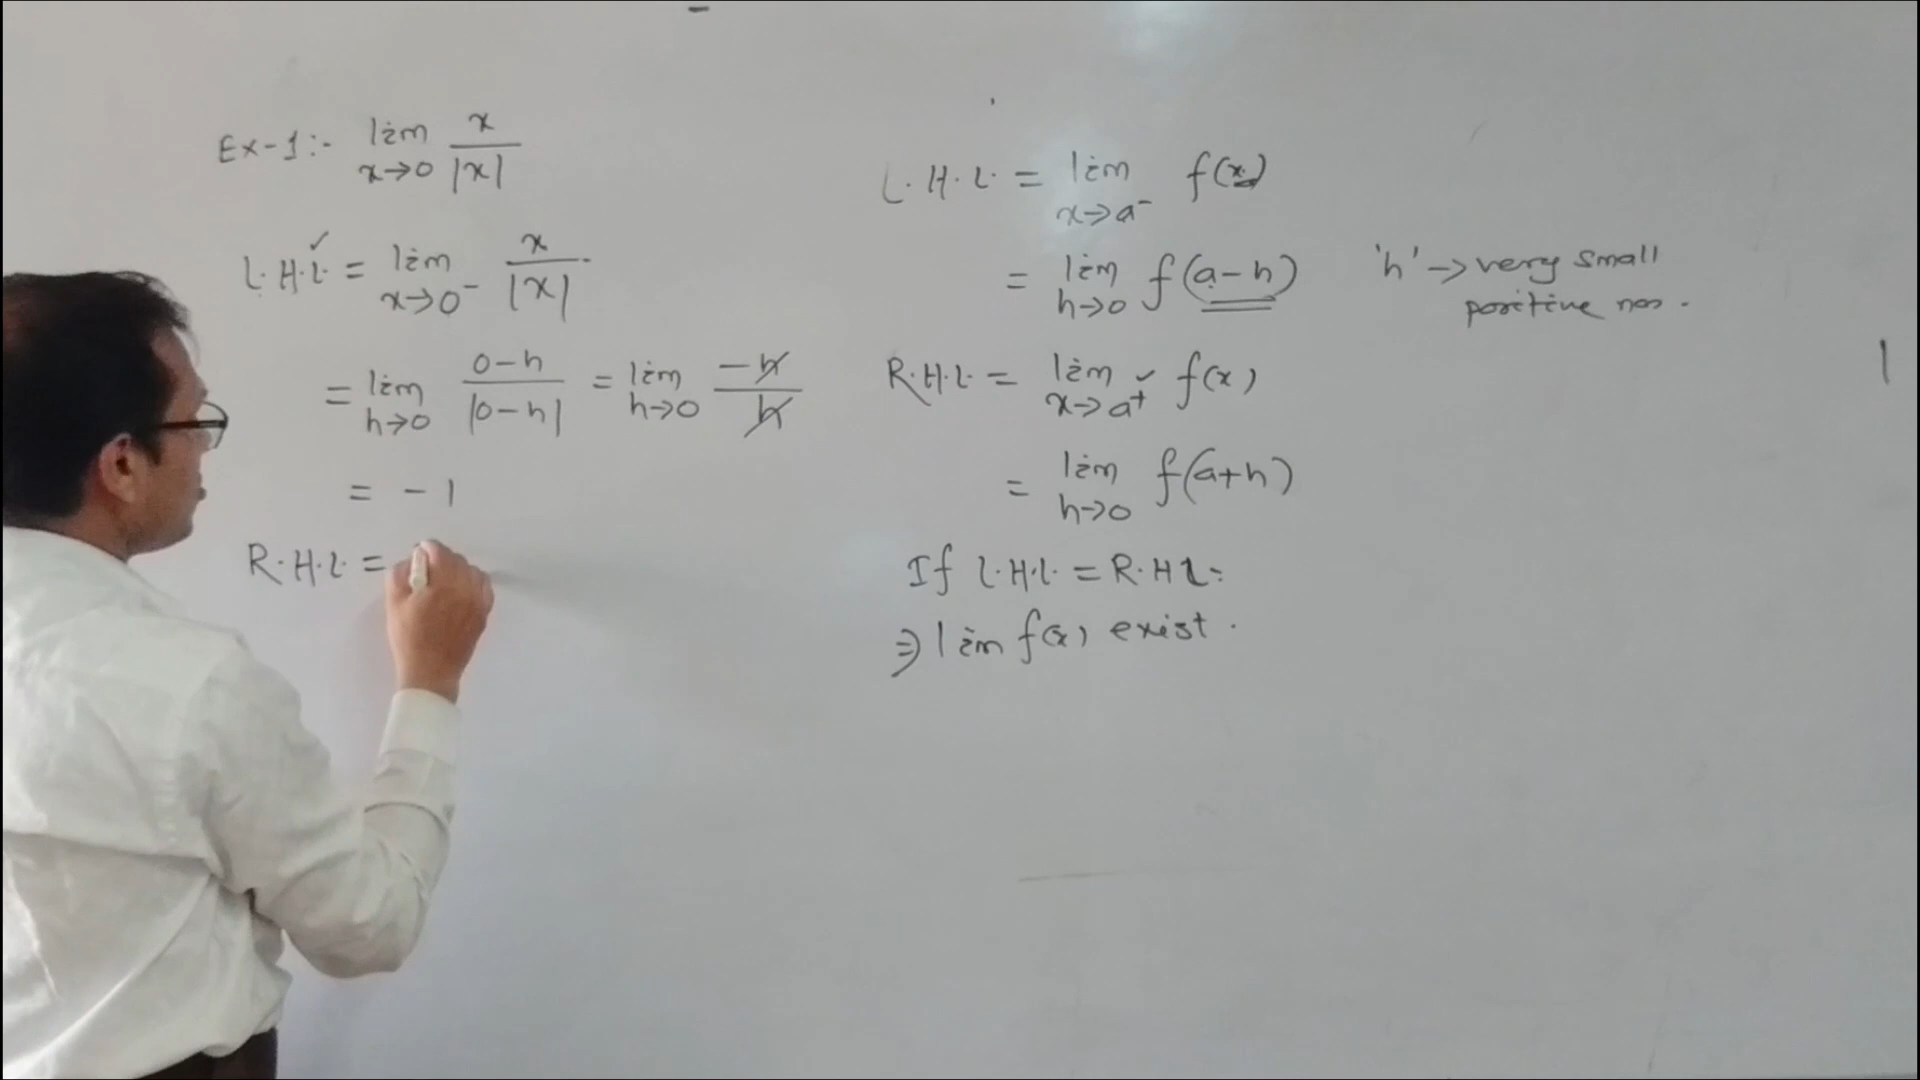 Ex-1:- lim x→0 x/|x|
L.H.L. = lim x→0⁻ x/|x|
= lim h→0 0-h/|0-h| = lim h→0 -h/h
= -1
R.H.L =
L.H.L. = lim x→a⁻ f(x)
= lim h→0 f(a-h) 'h' → very small
positive no.
R.H.L. = lim x→a⁺ f(x)
= lim h→0 f(a+h)
If L.H.L. = R.H.L.
⇒ lim f(x) exist.